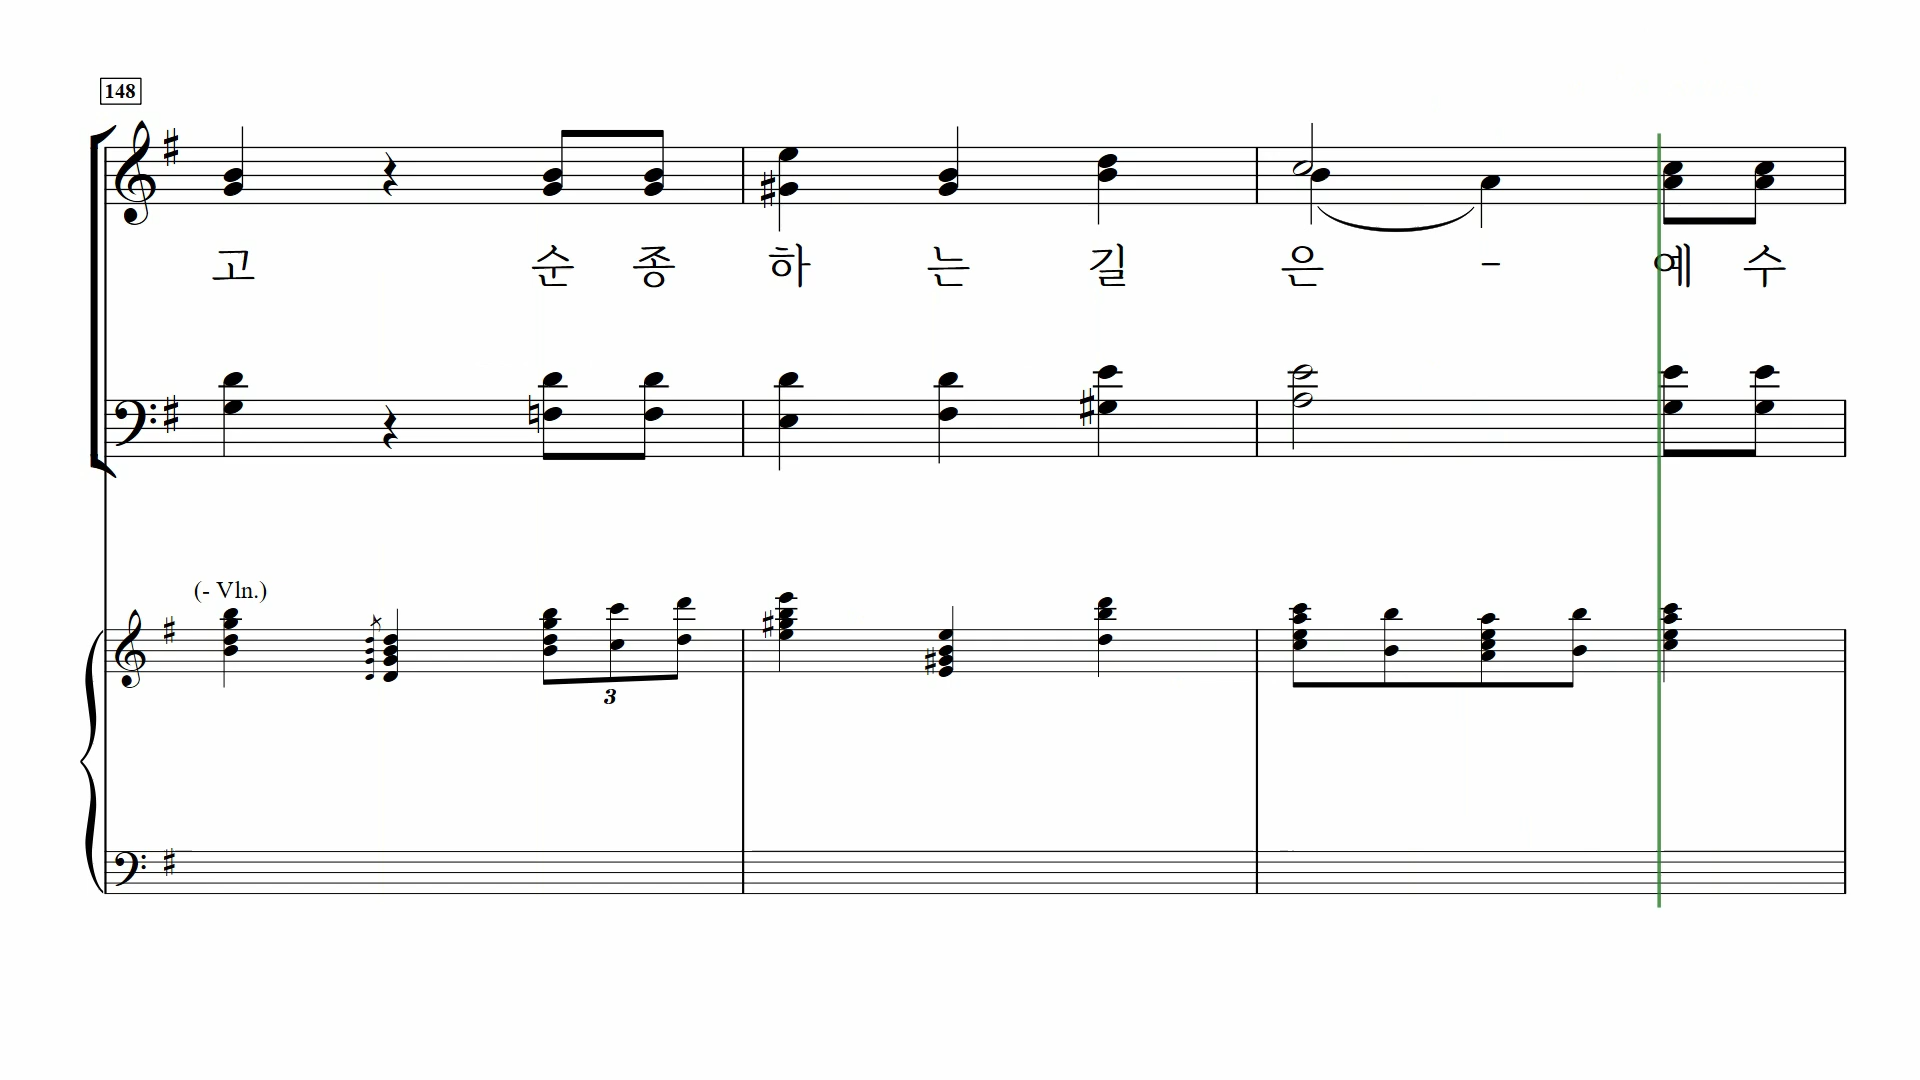 148
고 순 종 하 는 길 은 - 예 수
(- Vln.)
3